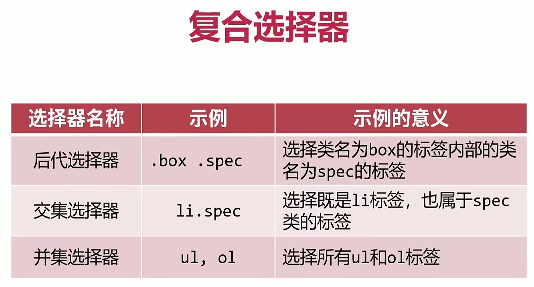 复合选择器
选择器名称 示例 示例的意义
后代选择器 .box .spec 选择类名为box的标签内部的类
名为spec的标签
交集选择器 li.spec 选择既是li标签，也属于spec
类的标签
并集选择器 ul, ol 选择所有ul和ol标签